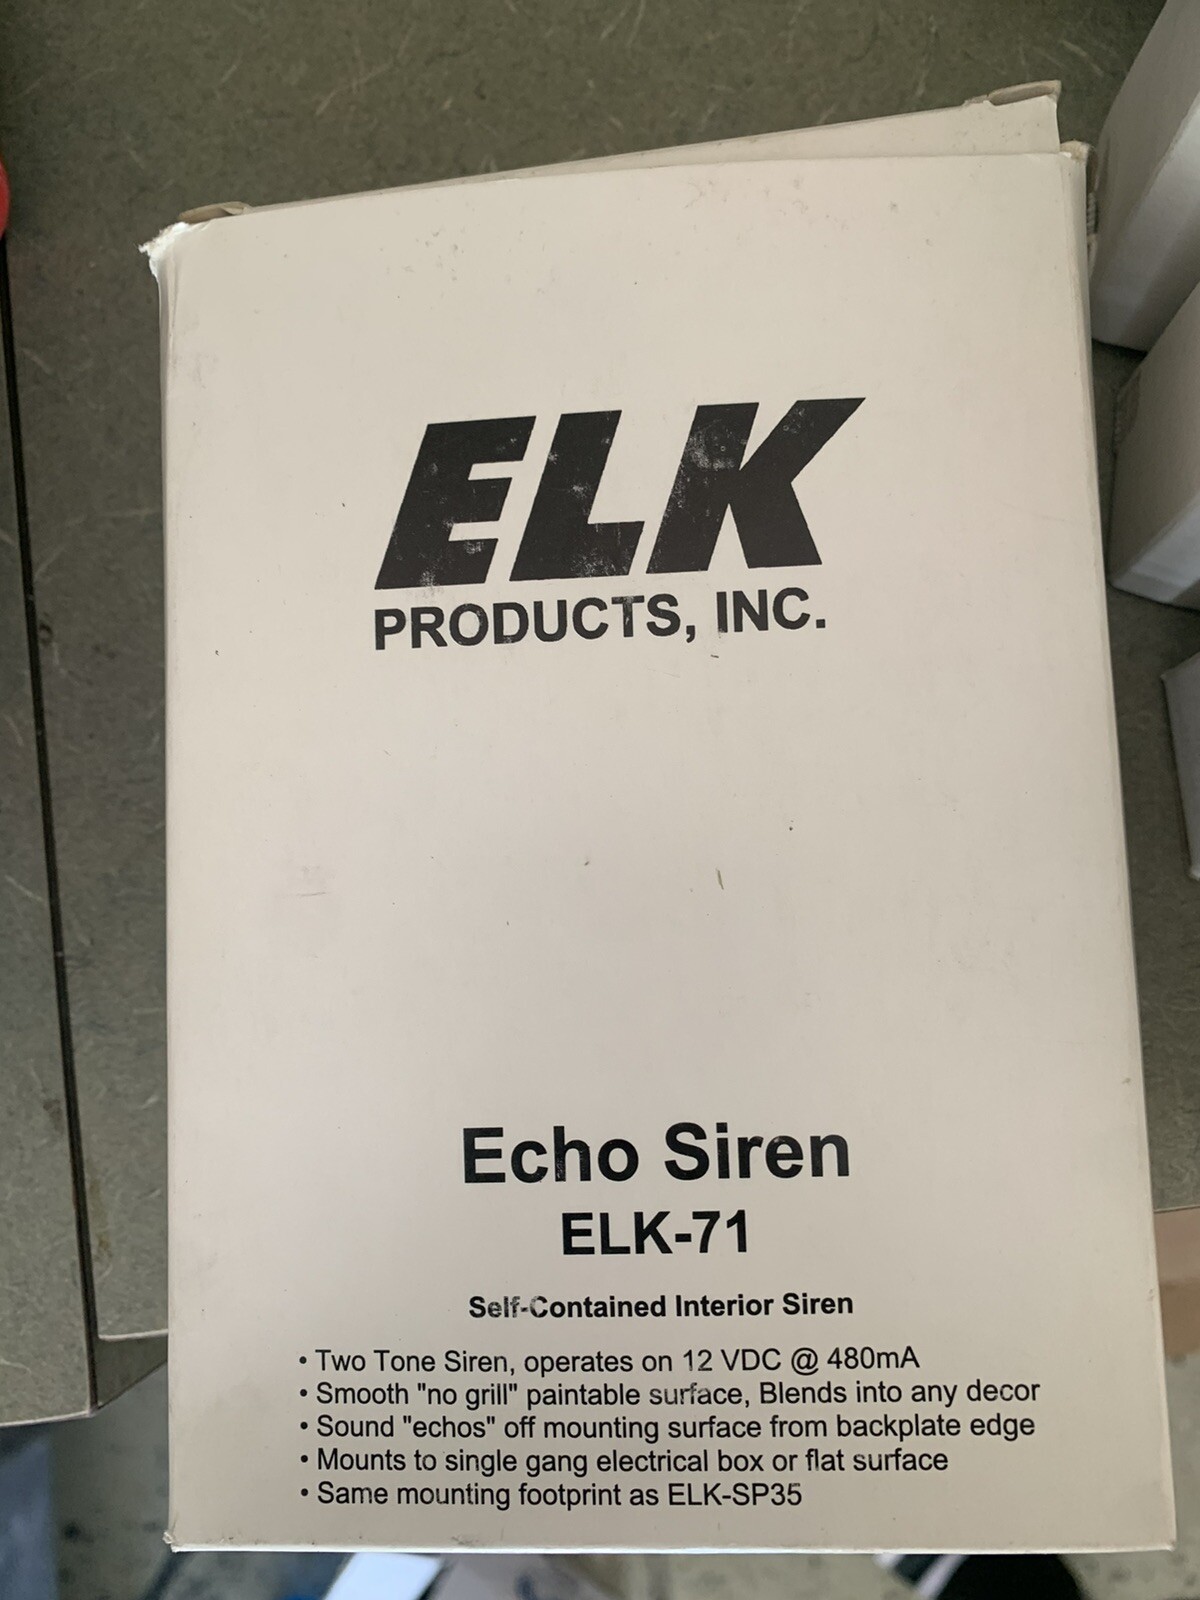 ELK
PRODUCTS, INC.
Echo Siren
ELK-71
Self-Contained Interior Siren
• Two Tone Siren, operates on 12 VDC @ 480mA
• Smooth "no grill" paintable surface, Blends into any decor
• Sound "echos" off mounting surface from backplate edge
• Mounts to single gang electrical box or flat surface
• Same mounting footprint as ELK-SP35